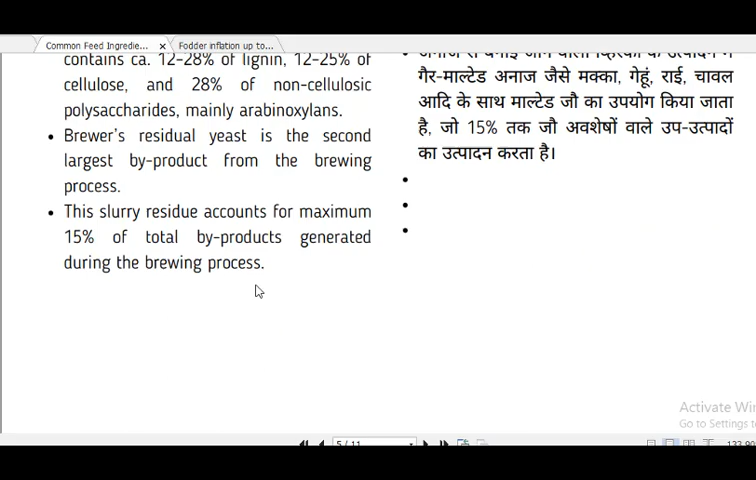 Common Feed Ingredie... × Fodder inflation up to...
contains ca. 12-28% of lignin, 12-25% of
cellulose, and 28% of non-cellulosic
polysaccharides, mainly arabinoxylans.
• Brewer's residual yeast is the second
largest by-product from the brewing
process.
• This slurry residue accounts for maximum
15% of total by-products generated
during the brewing process.
गैर-माल्टेड अनाज जैसे मक्का, गेहूं, राई, चावल
आदि के साथ माल्टेड जौ का उपयोग किया जाता
है, जो 15% तक जौ अवशेषों वाले उप-उत्पादों
का उत्पादन करता है।
•
•
•
Activate Win
Go to Settings t
5 / 11